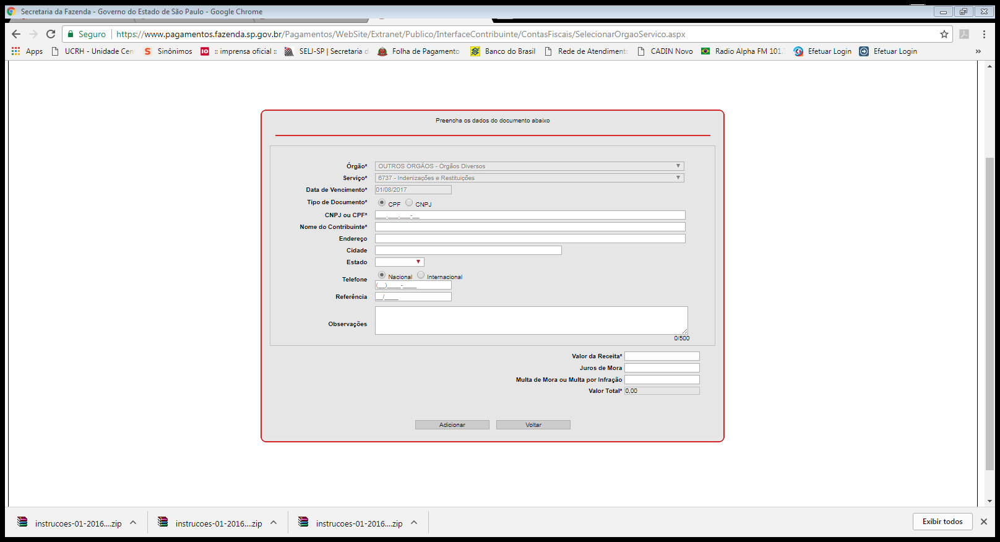 Secretaria da Fazenda - Governo do Estado de São Paulo - Google Chrome
Seguro https://www.pagamentos.fazenda.sp.gov.br/Pagamentos/WebSite/Extranet/Publico/InterfaceContribuinte/ContasFiscais/SelecionarOrgaoServico.aspx
Apps UCRH - Unidade Cen S Sinônimos IO :: imprensa oficial :: SELJ-SP | Secretaria d Folha de Pagamento Banco do Brasil Rede de Atendiment CADIN Novo Radio Alpha FM 101. Efetuar Login Efetuar Login »
Preencha os dados do documento abaixo
Órgão* OUTROS ÓRGÃOS - Órgãos Diversos
Serviço* 6737 - Indenizações e Restituições
Data de Vencimento* 01/08/2017
Tipo de Documento* CPF CNPJ
CNPJ ou CPF* ___.___.___-__
Nome do Contribuinte*
Endereço
Cidade
Estado
Telefone Nacional Internacional
(__)____-____
Referência __/____
Observações
0/500
Valor da Receita*
Juros de Mora
Multa de Mora ou Multa por Infração
Valor Total* 0,00
Adicionar Voltar
instrucoes-01-2016....zip instrucoes-01-2016....zip instrucoes-01-2016....zip Exibir todos